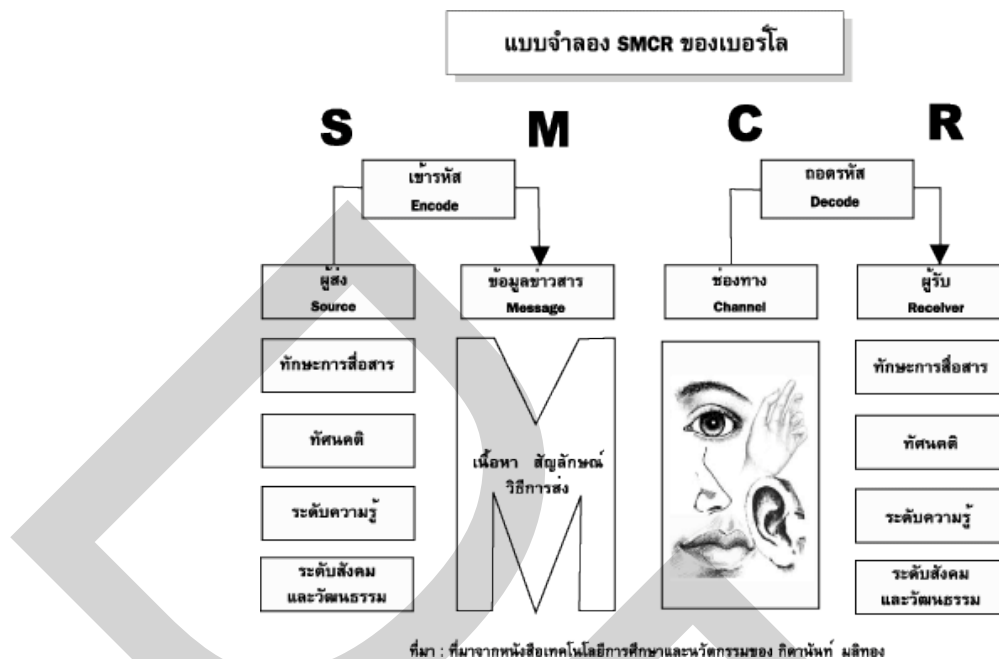 แบบจำลอง SMCR ของเบอร์โล
S M C R
เข้ารหัส
Encode
ถอดรหัส
Decode
ผู้ส่ง
Source
ข้อมูลข่าวสาร
Message
ช่องทาง
Channel
ผู้รับ
Receiver
ทักษะการสื่อสาร
ทัศนคติ
ระดับความรู้
ระดับสังคม
และวัฒนธรรม
เนื้อหา สัญลักษณ์
วิธีการส่ง
ทักษะการสื่อสาร
ทัศนคติ
ระดับความรู้
ระดับสังคม
และวัฒนธรรม
ที่มา : ที่มาจากหนังสือเทคโนโลยีการศึกษาและนวัตกรรมของ กิดานันท์ มลิทอง